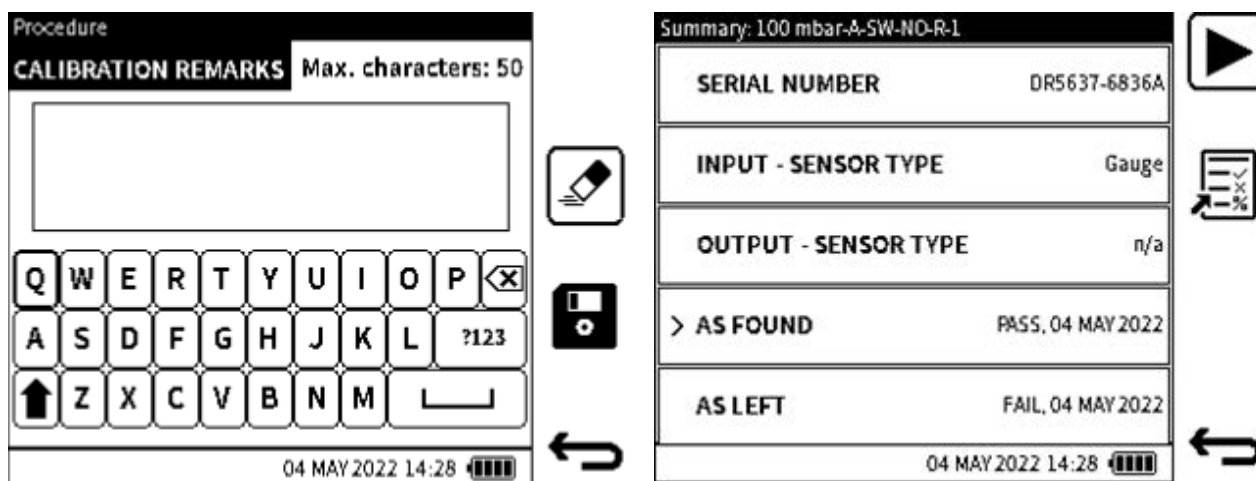 Procedure
CALIBRATION REMARKS Max. characters: 50
Q W E R T Y U I O P
A S D F G H J K L ?123
Z X C V B N M
04 MAY 2022 14:28
Summary: 100 mbar-A-SW-NO-R-1
SERIAL NUMBER DR5637-6836A
INPUT - SENSOR TYPE Gauge
OUTPUT - SENSOR TYPE n/a
> AS FOUND PASS, 04 MAY 2022
AS LEFT FAIL, 04 MAY 2022
04 MAY 2022 14:28